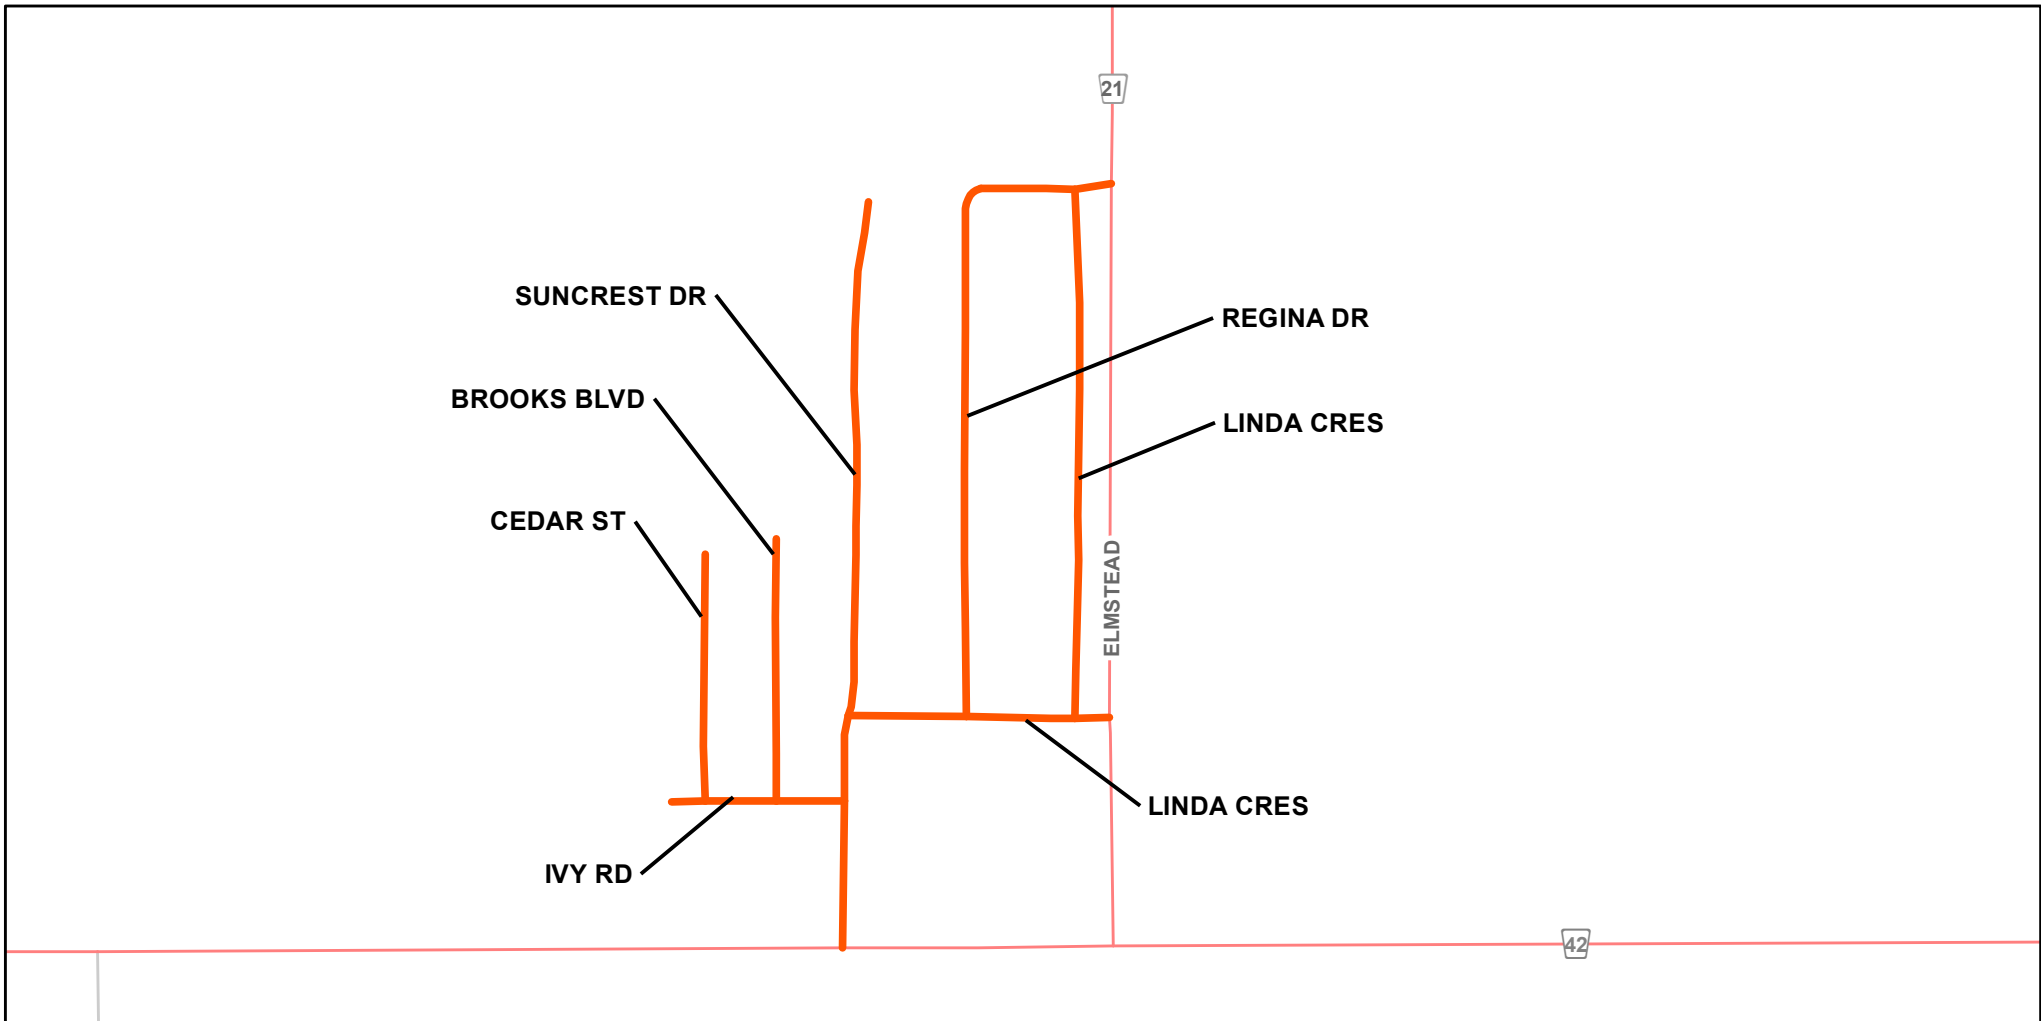 21
SUNCREST DR
REGINA DR
BROOKS BLVD
LINDA CRES
CEDAR ST
ELMSTEAD
LINDA CRES
IVY RD
42